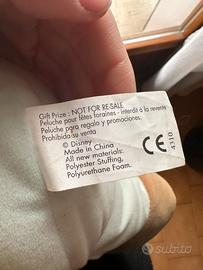 Gift Prize : NOT FOR RE-SALE
Peluche pour fêtes foraines - interdit à la revente
Peluche para regalo y promociones.
Prohibida su venta
© Disney
Made in China
All new materials:
Polyester Stuffing,
Polyurethane Foam.
CE
4310
subito